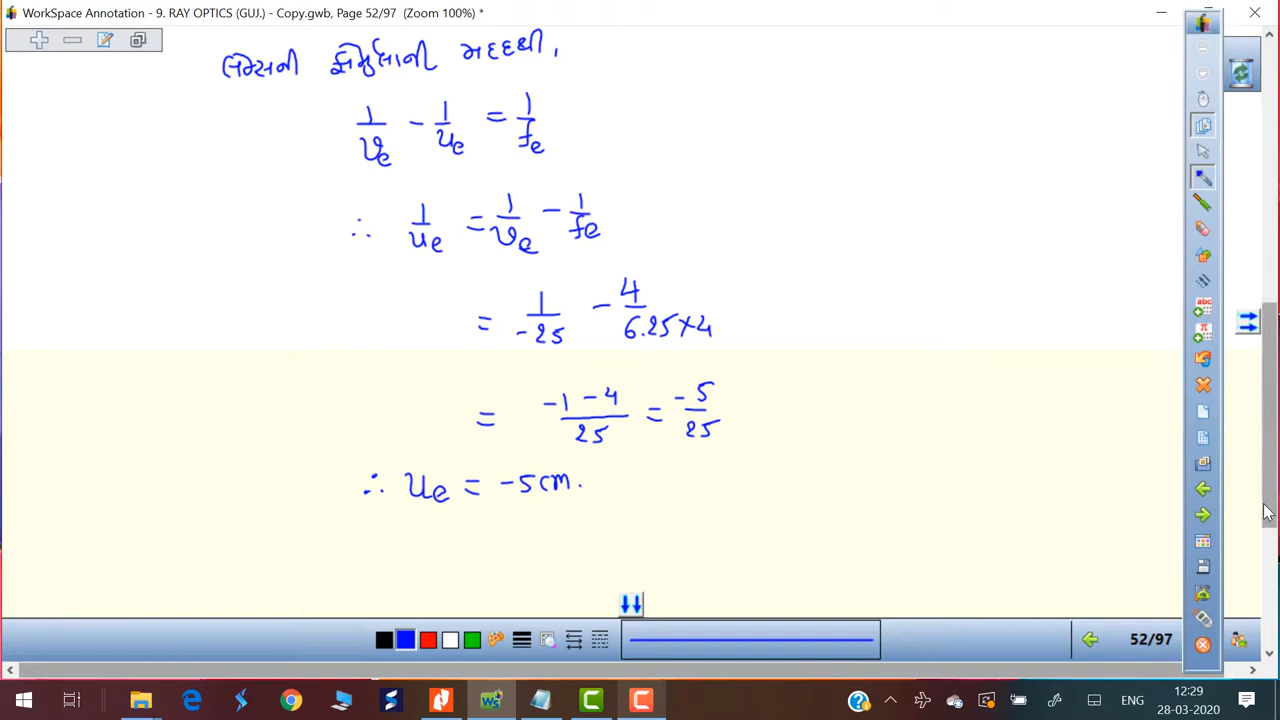 WorkSpace Annotation - 9. RAY OPTICS (GUJ.) - Copy.gwb, Page 52/97 (Zoom 100%) *
લેન્સની ફોર્મુલાની મદદથી,
1/ve - 1/ue = 1/fe
∴ 1/ue = 1/ve - 1/fe
= 1/-25 - 4/6.25×4
= -1-4/25 = -5/25
∴ ue = -5cm.
abc
π
52/97
ENG
12:29
28-03-2020